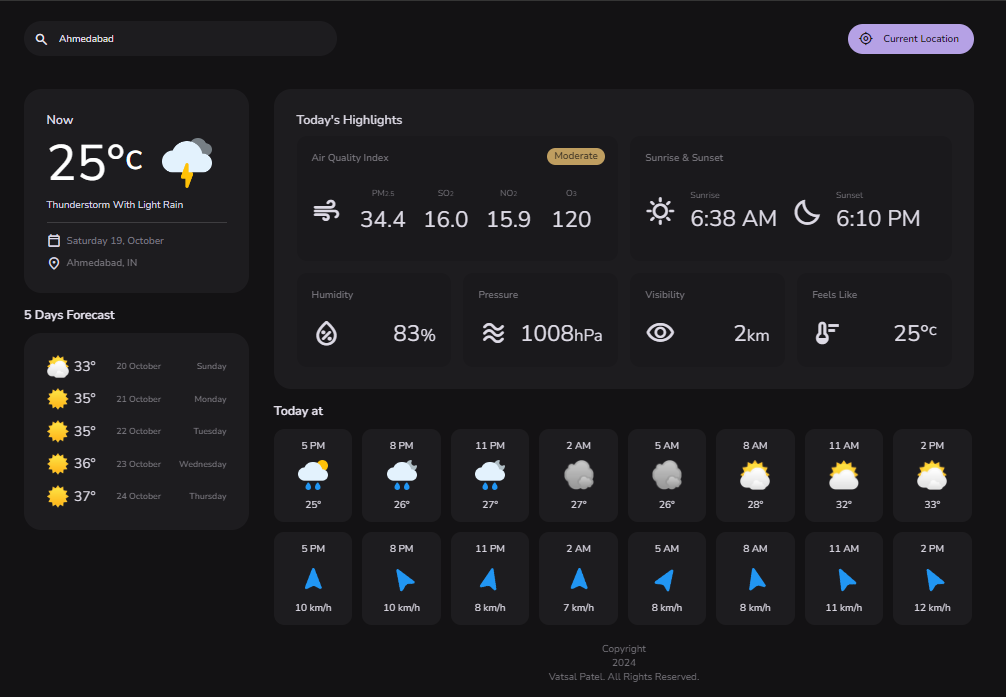 Ahmedabad
Current Location
Now
25°C
Thunderstorm With Light Rain
Saturday 19, October
Ahmedabad, IN
5 Days Forecast
33° 20 October Sunday
35° 21 October Monday
35° 22 October Tuesday
36° 23 October Wednesday
37° 24 October Thursday
Today's Highlights
Air Quality Index Moderate
PM2.5 SO2 NO2 O3
34.4 16.0 15.9 120
Sunrise & Sunset
Sunrise Sunset
6:38 AM 6:10 PM
Humidity
83%
Pressure
1008hPa
Visibility
2km
Feels Like
25°C
Today at
5 PM 8 PM 11 PM 2 AM 5 AM 8 AM 11 AM 2 PM
25° 26° 27° 27° 26° 28° 32° 33°
5 PM 8 PM 11 PM 2 AM 5 AM 8 AM 11 AM 2 PM
10 km/h 10 km/h 8 km/h 7 km/h 8 km/h 8 km/h 11 km/h 12 km/h
Copyright
2024
Vatsal Patel. All Rights Reserved.